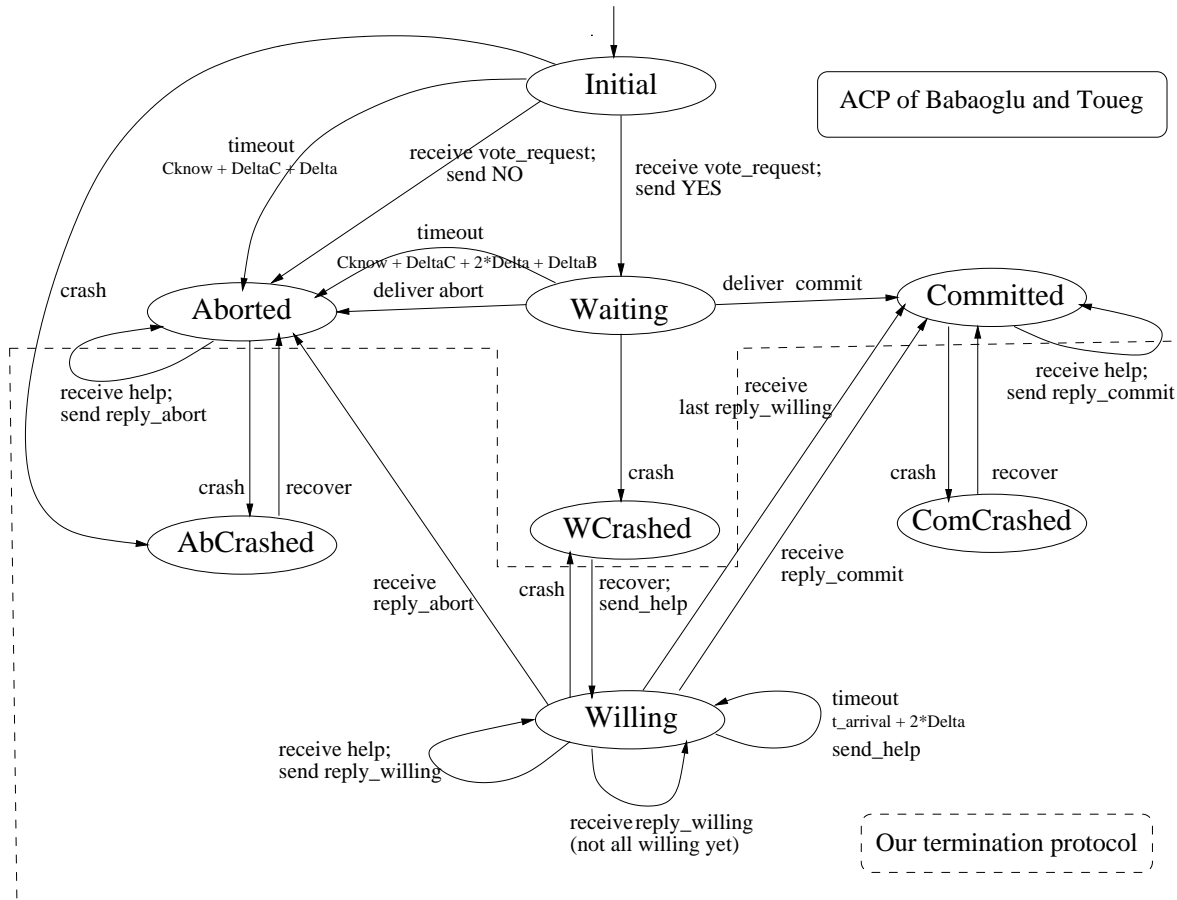 Initial
ACP of Babaoglu and Toueg
timeout
Cknow + DeltaC + Delta
receive vote_request;
send NO
receive vote_request;
send YES
timeout
Cknow + DeltaC + 2*Delta + DeltaB
crash
deliver abort
deliver commit
Aborted
Waiting
Committed
receive help;
send reply_abort
receive
last reply_willing
receive help;
send reply_commit
crash
recover
crash
crash
recover
AbCrashed
WCrashed
ComCrashed
receive
reply_abort
crash
recover;
send_help
receive
reply_commit
Willing
timeout
t_arrival + 2*Delta
send_help
receive help;
send reply_willing
receive reply_willing
(not all willing yet)
Our termination protocol